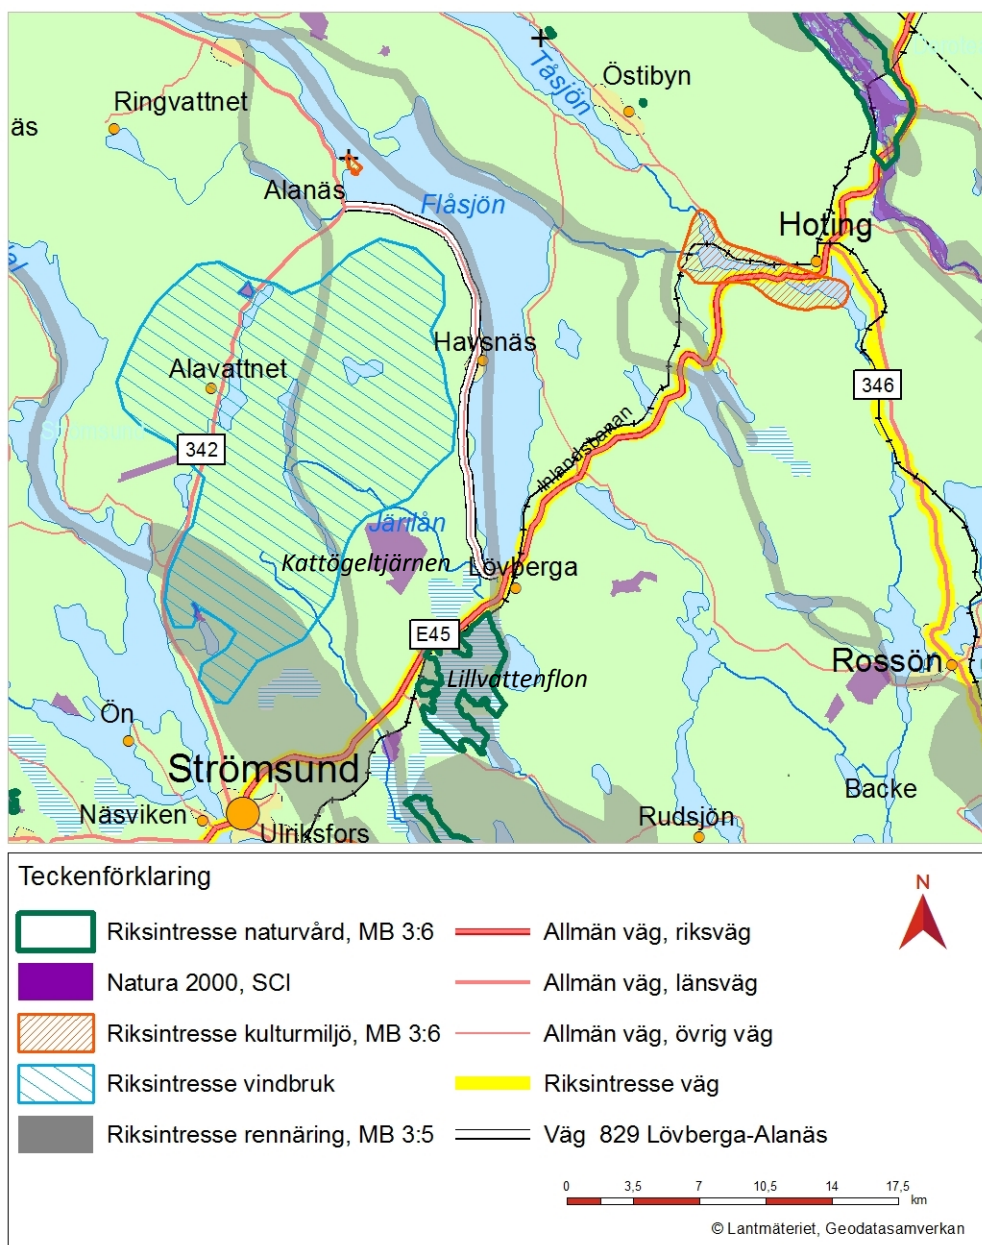 Tåsjön
Östibyn
Ringvattnet
äs
Alanäs
Flåsjön
Hoting
Havsnäs
Alavattnet
346
342
Inlandsbanan
Järilån
Kattögeltjärnen
Lövberga
E45
Rossön
Lillvattenflon
Ön
Strömsund
Backe
Näsviken
Rudsjön
Ulriksfors
Teckenförklaring
Riksintresse naturvård, MB 3:6
Natura 2000, SCI
Riksintresse kulturmiljö, MB 3:6
Riksintresse vindbruk
Riksintresse rennäring, MB 3:5
Allmän väg, riksväg
Allmän väg, länsväg
Allmän väg, övrig väg
Riksintresse väg
Väg 829 Lövberga-Alanäs
N
0 3,5 7 10,5 14 17,5
km
© Lantmäteriet, Geodatasamverkan